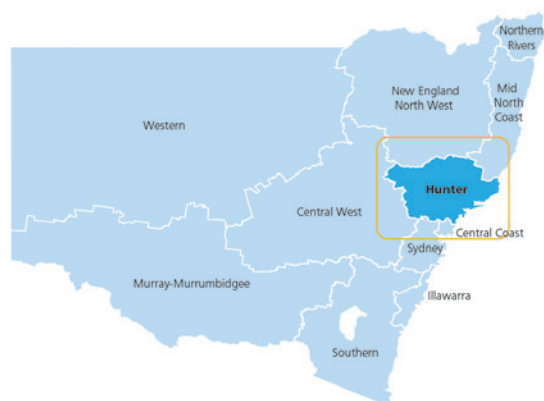 Northern
Rivers
New England
North West
Mid
North
Coast
Western
Hunter
Central West
Central Coast
Sydney
Murray-Murrumbidgee
Illawarra
Southern